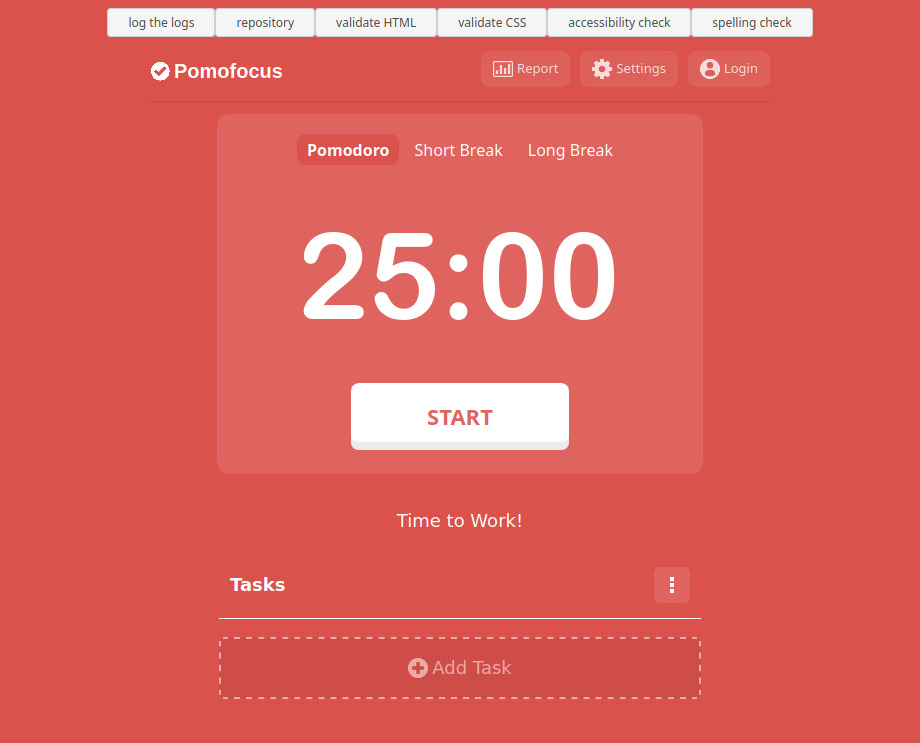 log the logs repository validate HTML validate CSS accessibility check spelling check
Pomofocus Report Settings Login
Pomodoro Short Break Long Break
25:00
START
Time to Work!
Tasks
Add Task